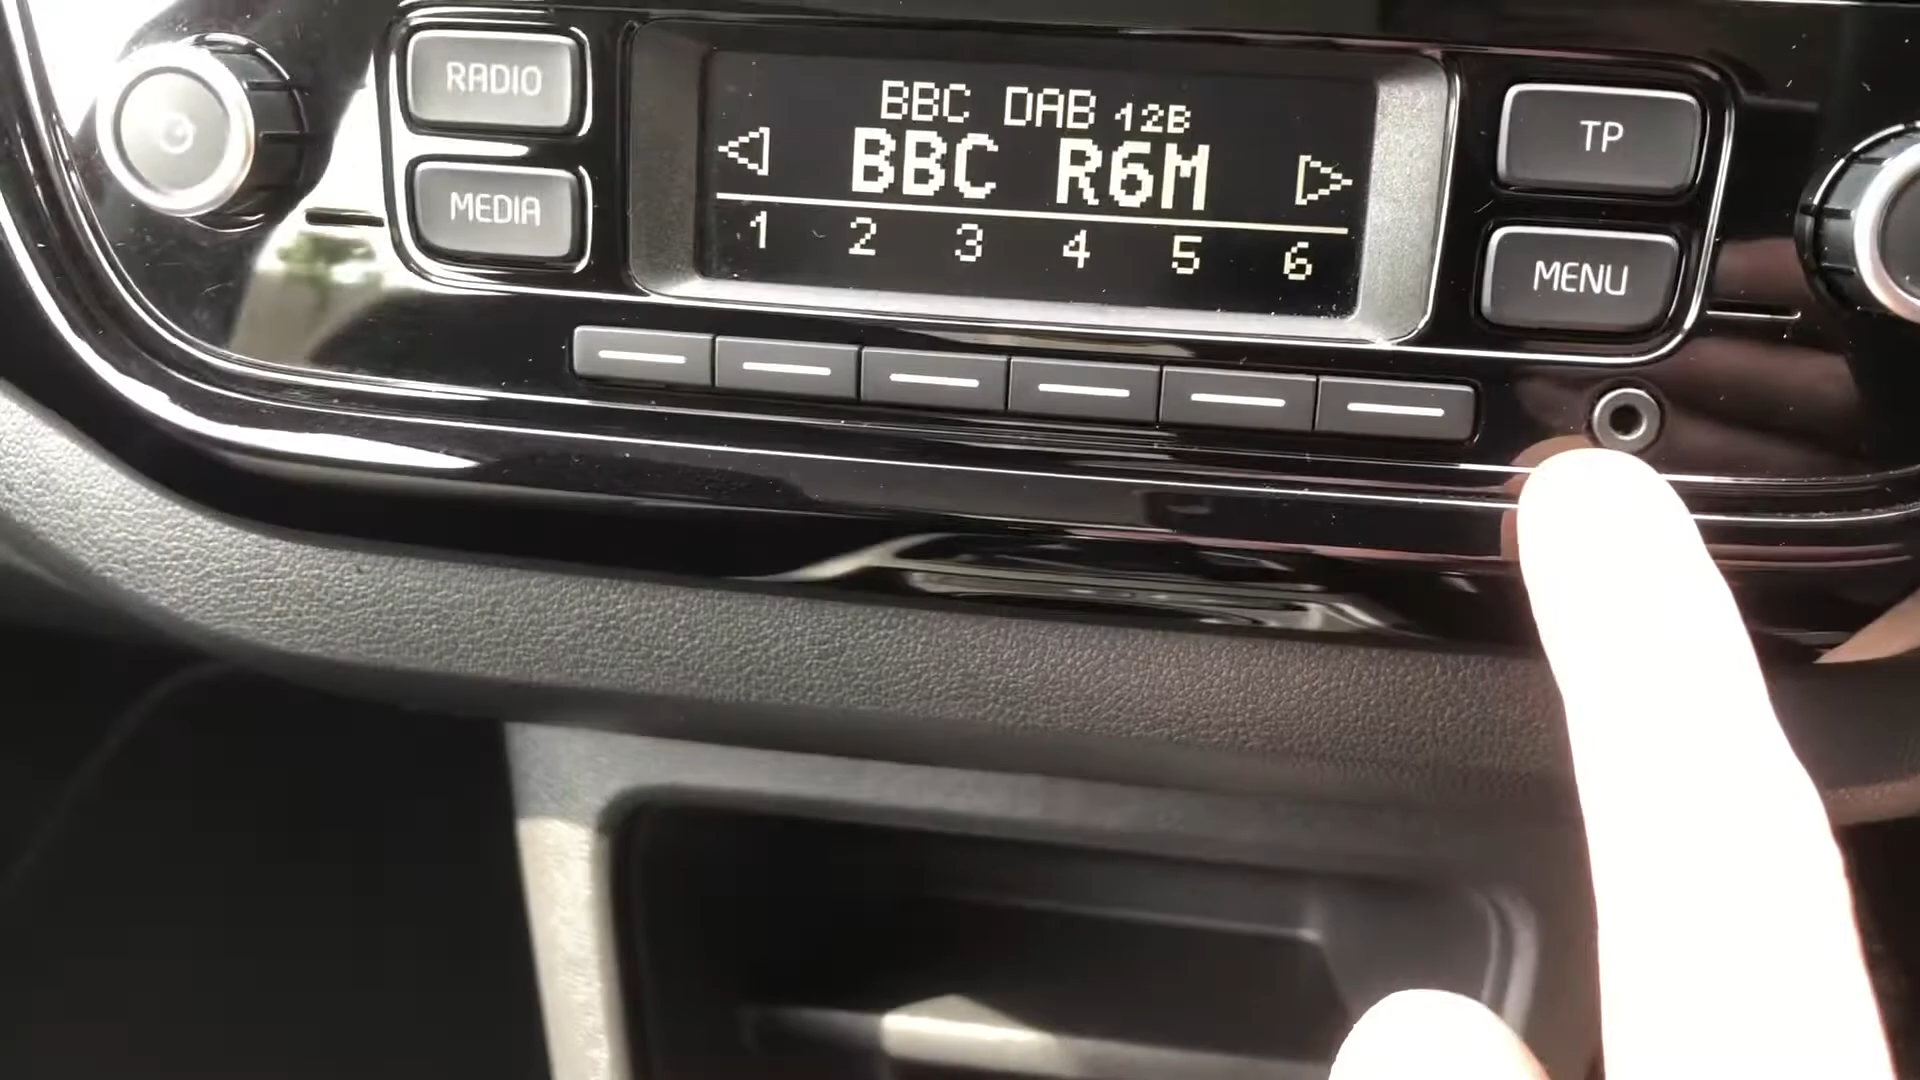 RADIO
MEDIA
BBC DAB 12B
BBC R6M
1 2 3 4 5 6
TP
MENU